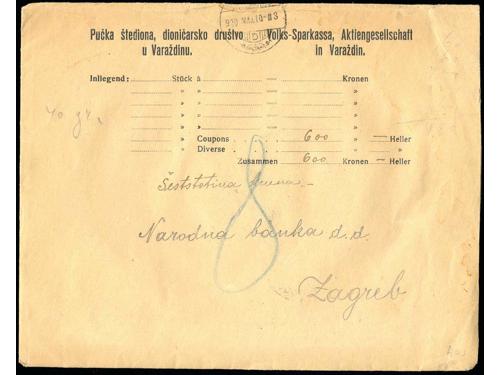 Pučka štediona, dioničarsko društvo Volks-Sparkassa, Aktiengesellschaft
u Varaždinu. in Varaždin.
Inliegend: Stück à — Kronen
" " — "
" " — "
" " — "
" " — "
Coupons 600 — Heller
Diverse " "
Zusammen 600 Kronen — Heller
8
Šeststotina kruna —
Narodna banka d.d.
Zagreb